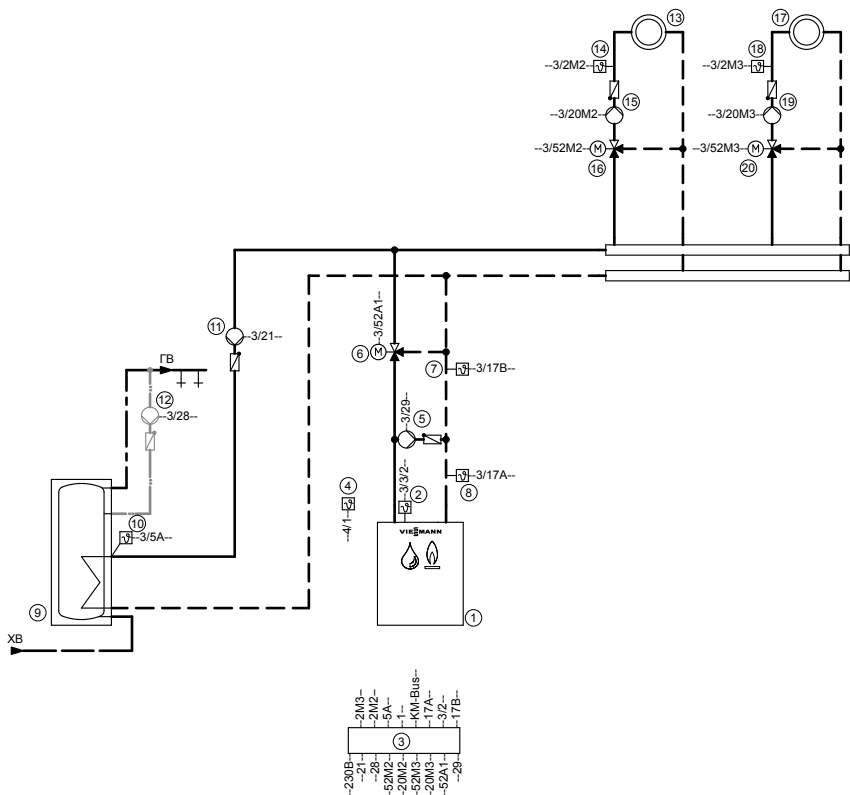 13
17
14
18
--3/2M2--
--3/2M3--
15
19
--3/20M2--
--3/20M3--
--3/52M2--
M
--3/52M3--
M
16
20
--3/52A1--
11
--3/21--
6
M
ГВ
7
--3/17B--
12
--3/28--
--3/29--
5
4
--3/3/2--
2
--3/17A--
8
10
--3/5A--
--4/1--
VIESMANN
9
1
ХВ
--2M3--
--2M2--
--5A--
--1--
--KM-Bus--
--17A--
--3/2--
--17B--
3
--230B--
--21--
--28--
--52M2--
--20M2--
--52M3--
--20M3--
--52A1--
--29--